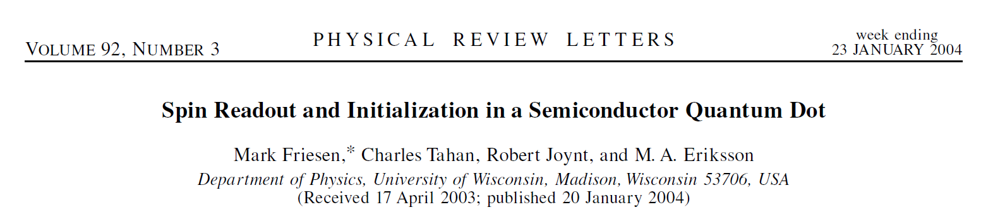 VOLUME 92, NUMBER 3
PHYSICAL REVIEW LETTERS
week ending
23 JANUARY 2004
Spin Readout and Initialization in a Semiconductor Quantum Dot
Mark Friesen,* Charles Tahan, Robert Joynt, and M. A. Eriksson
Department of Physics, University of Wisconsin, Madison, Wisconsin 53706, USA
(Received 17 April 2003; published 20 January 2004)